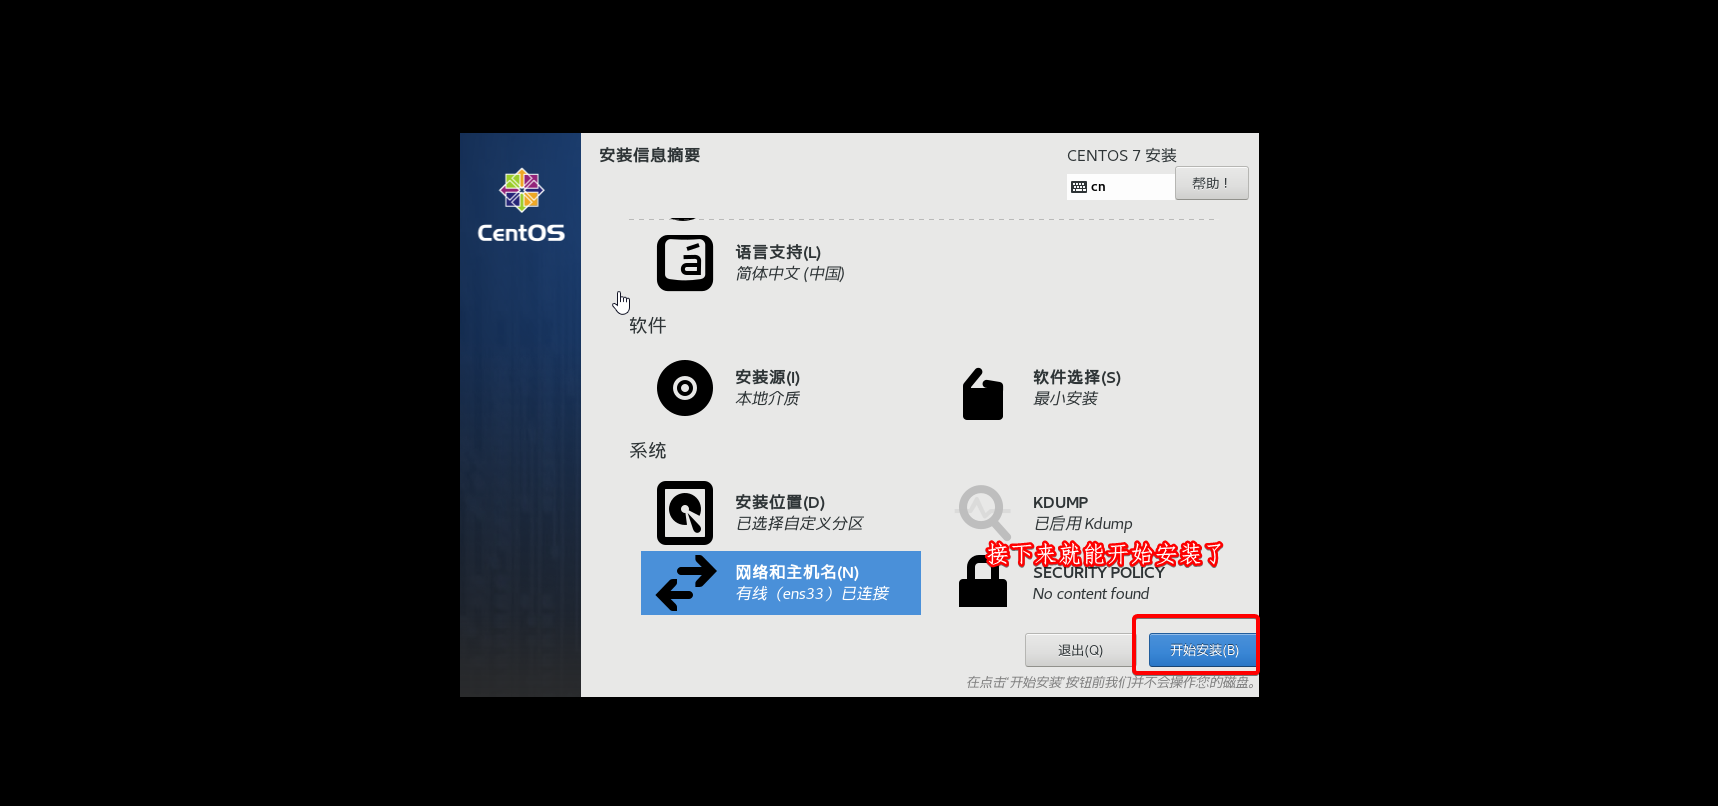 安装信息摘要
CENTOS 7 安装
cn
帮助！
CentOS
语言支持(L)
简体中文 (中国)
软件
安装源(I)
本地介质
软件选择(S)
最小安装
系统
安装位置(D)
已选择自定义分区
KDUMP
已启用 Kdump
接下来就能开始安装了
网络和主机名(N)
有线（ens33）已连接
SECURITY POLICY
No content found
退出(Q)
开始安装(B)
在点击“开始安装”按钮前我们并不会操作您的磁盘。